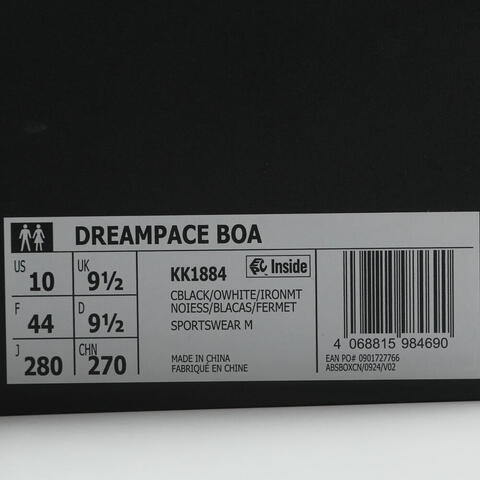 DREAMPACE BOA
US 10 UK 9½
F 44 D 9½
J 280 CHN 270
KK1884 Inside
CBLACK/OWHITE/IRONMT
NOIESS/BLACAS/FERMET
SPORTSWEAR M
MADE IN CHINA
FABRIQUÉ EN CHINE
4 068815 984690
EAN PO# 0901727766
ABSBOXCN/0924/V02